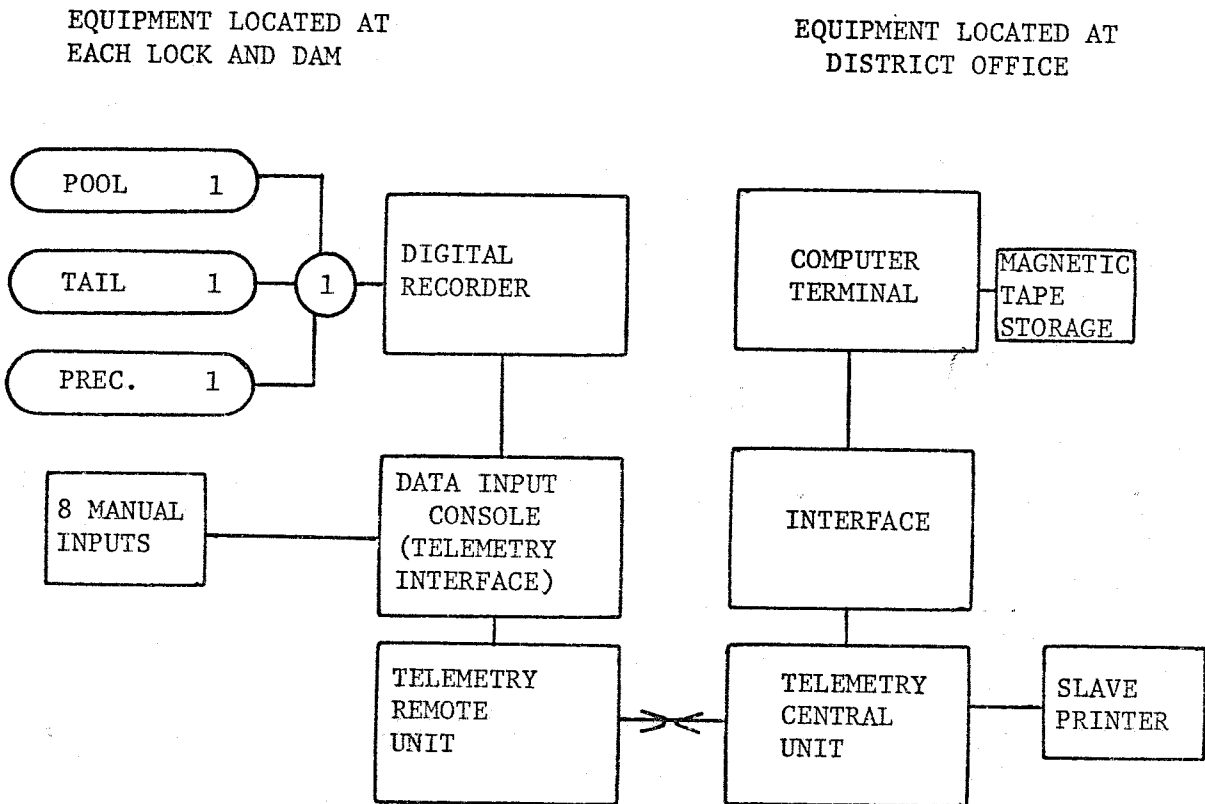 EQUIPMENT LOCATED AT
EACH LOCK AND DAM
EQUIPMENT LOCATED AT
DISTRICT OFFICE
POOL 1
TAIL 1
PREC. 1
1
DIGITAL
RECORDER
COMPUTER
TERMINAL
MAGNETIC
TAPE
STORAGE
8 MANUAL
INPUTS
DATA INPUT
CONSOLE
(TELEMETRY
INTERFACE)
INTERFACE
TELEMETRY
REMOTE
UNIT
TELEMETRY
CENTRAL
UNIT
SLAVE
PRINTER